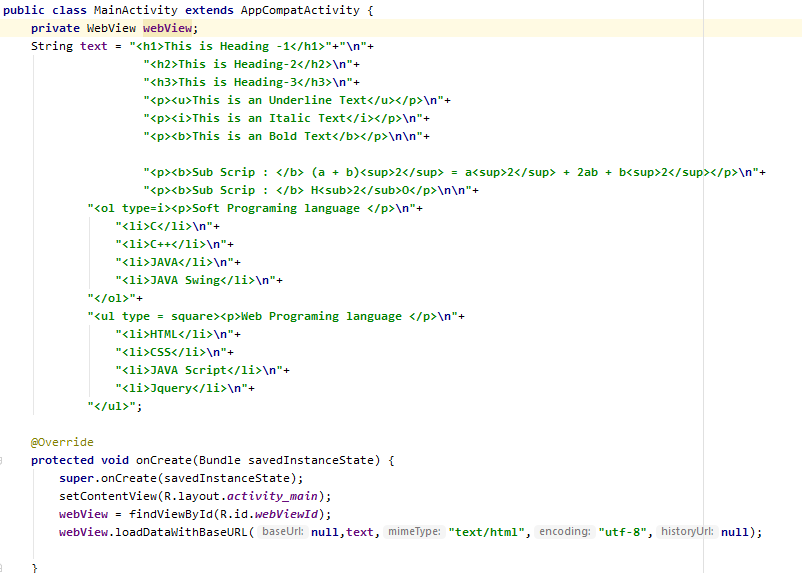 public class MainActivity extends AppCompatActivity {
    private WebView webView;
    String text = "<h1>This is Heading -1</h1>"+"\n"+
                    "<h2>This is Heading-2</h2>\n"+
                    "<h3>This is Heading-3</h3>\n"+
                    "<p><u>This is an Underline Text</u></p>\n"+
                    "<p><i>This is an Italic Text</i></p>\n"+
                    "<p><b>This is an Bold Text</b></p>\n\n"+
                    "<p><b>Sub Scrip : </b> (a + b)<sup>2</sup> = a<sup>2</sup> + 2ab + b<sup>2</sup></p>\n"+
                    "<p><b>Sub Scrip : </b> H<sub>2</sub>O</p>\n\n"+
            "<ol type=i><p>Soft Programing language </p>\n"+
                "<li>C</li>\n"+
                "<li>C++</li>\n"+
                "<li>JAVA</li>\n"+
                "<li>JAVA Swing</li>\n"+
            "</ol>"+
            "<ul type = square><p>Web Programing language </p>\n"+
                "<li>HTML</li>\n"+
                "<li>CSS</li>\n"+
                "<li>JAVA Script</li>\n"+
                "<li>Jquery</li>\n"+
            "</ul>";
    @Override
    protected void onCreate(Bundle savedInstanceState) {
        super.onCreate(savedInstanceState);
        setContentView(R.layout.activity_main);
        webView = findViewById(R.id.webViewId);
        webView.loadDataWithBaseURL( baseUrl: null,text, mimeType: "text/html", encoding: "utf-8", historyUrl: null);
    }